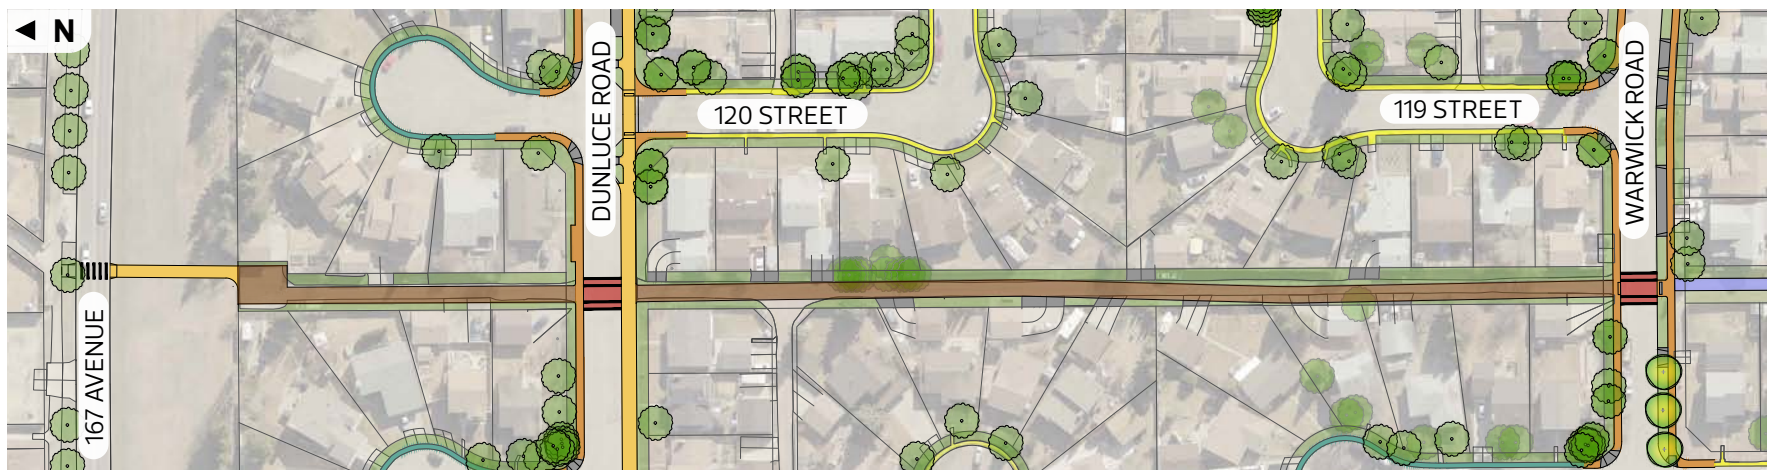 ◀ N
DUNLUCE ROAD
120 STREET
119 STREET
WARWICK ROAD
167 AVENUE